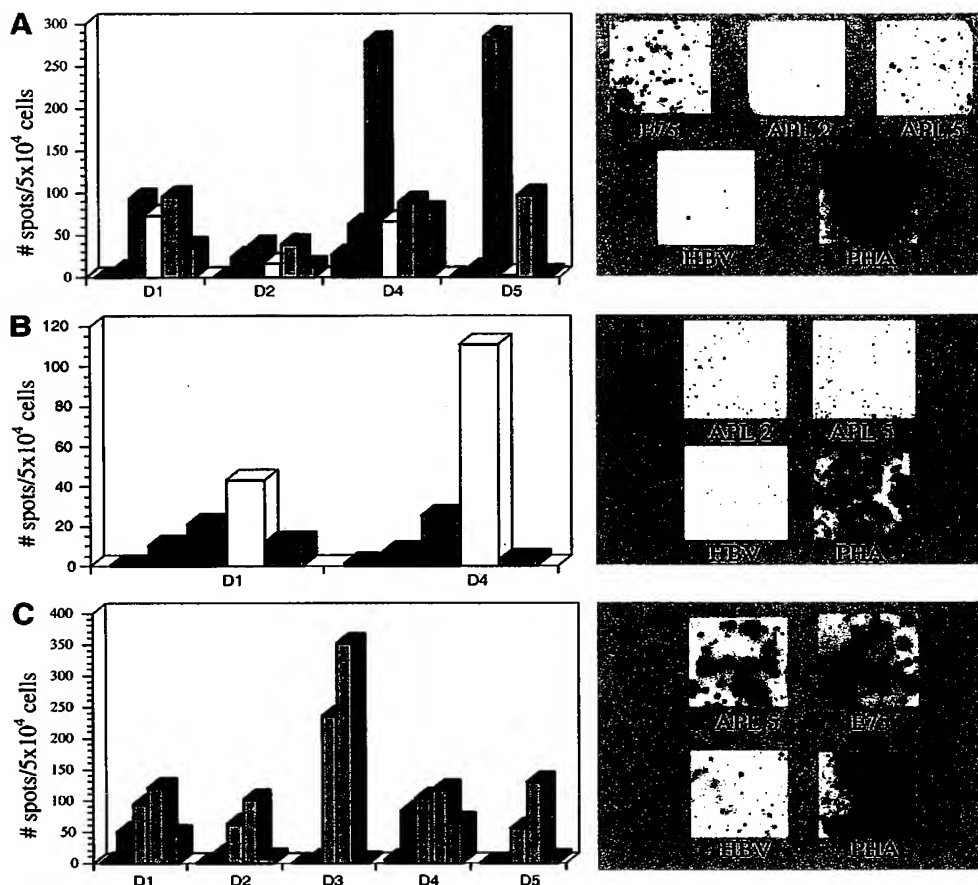 A
# spots/5x10⁴ cells
300
250
200
150
100
50
0
D1 D2 D4 D5
E75 APL 2 APL 5
HBV PHA
B
# spots/5x10⁴ cells
120
100
80
60
40
20
0
D1 D4
APL 2 APL 5
HBV PHA
C
# spots/5x10⁴ cells
400
350
300
250
200
150
100
50
0
D1 D2 D3 D4 D5
APL 5 E75
HBV PHA